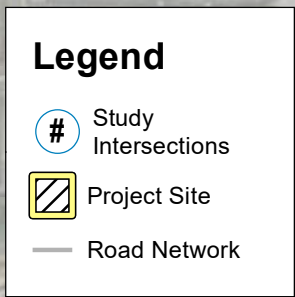 Legend
# Study
Intersections
Project Site
Road Network